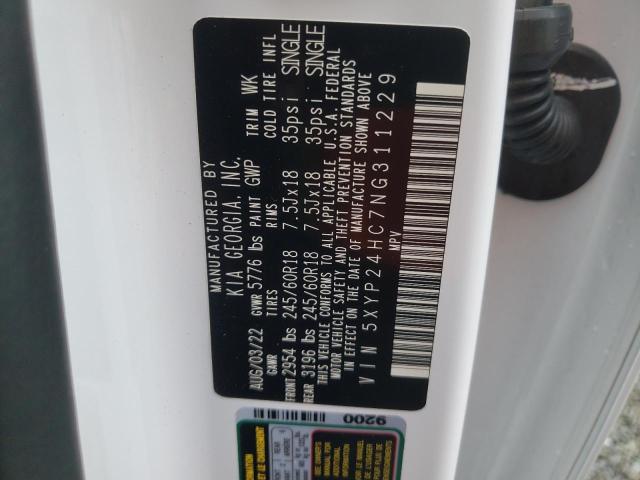 MANUFACTURED BY
KIA GEORGIA, INC.
AUG/03/22 GVWR 5776 lbs PAINT GWP TRIM WK
GAWR TIRES RIMS COLD TIRE INFL
FRONT 2954 lbs 245/60R18 7.5Jx18 35psi SINGLE
REAR 3196 lbs 245/60R18 7.5Jx18 35psi SINGLE
THIS VEHICLE CONFORMS TO ALL APPLICABLE U.S.A. FEDERAL
MOTOR VEHICLE SAFETY AND THEFT PREVENTION STANDARDS
IN EFFECT ON THE DATE OF MANUFACTURE SHOWN ABOVE
VIN 5XYP24HC7NG311229
MPV
9200